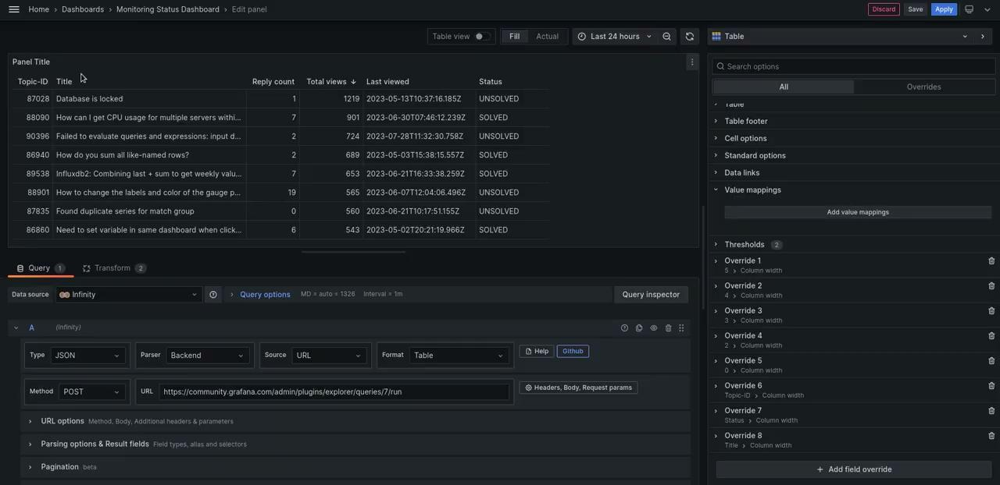 Home › Dashboards › Monitoring Status Dashboard › Edit panel
Discard Save Apply
Table view Fill Actual Last 24 hours
Table
Panel Title
Topic-ID Title Reply count Total views ↓ Last viewed Status
87028 Database is locked 1 1219 2023-05-13T10:37:16.185Z UNSOLVED
88090 How can I get CPU usage for multiple servers withi... 7 901 2023-06-30T07:46:12.239Z SOLVED
90396 Failed to evaluate queries and expressions: input d... 2 724 2023-07-28T11:32:30.758Z UNSOLVED
86940 How do you sum all like-named rows? 2 689 2023-05-03T15:38:15.557Z SOLVED
89538 Influxdb2: Combining last + sum to get weekly valu... 7 653 2023-06-21T16:33:38.259Z SOLVED
88901 How to change the labels and color of the gauge p... 19 565 2023-06-07T12:04:06.496Z UNSOLVED
87835 Found duplicate series for match group 0 560 2023-06-21T10:17:51.155Z UNSOLVED
86860 Need to set variable in same dashboard when click... 6 543 2023-05-02T20:21:19.966Z SOLVED
Query 1 Transform 2
Data source Infinity › Query options MD = auto = 1326 Interval = 1m Query inspector
A (Infinity)
Type JSON Parser Backend Source URL Format Table Help Github
Method POST URL https://community.grafana.com/admin/plugins/explorer/queries/7/run Headers, Body, Request params
› URL options Method, Body, Additional headers & parameters
› Parsing options & Result fields Field types, alias and selectors
› Pagination beta
Search options
All Overrides
Table
› Table footer
› Cell options
› Standard options
› Data links
Value mappings
Add value mappings
› Thresholds 2
› Override 1
5 › Column width
› Override 2
4 › Column width
› Override 3
3 › Column width
› Override 4
2 › Column width
› Override 5
0 › Column width
› Override 6
Topic-ID › Column width
› Override 7
Status › Column width
› Override 8
Title › Column width
+ Add field override